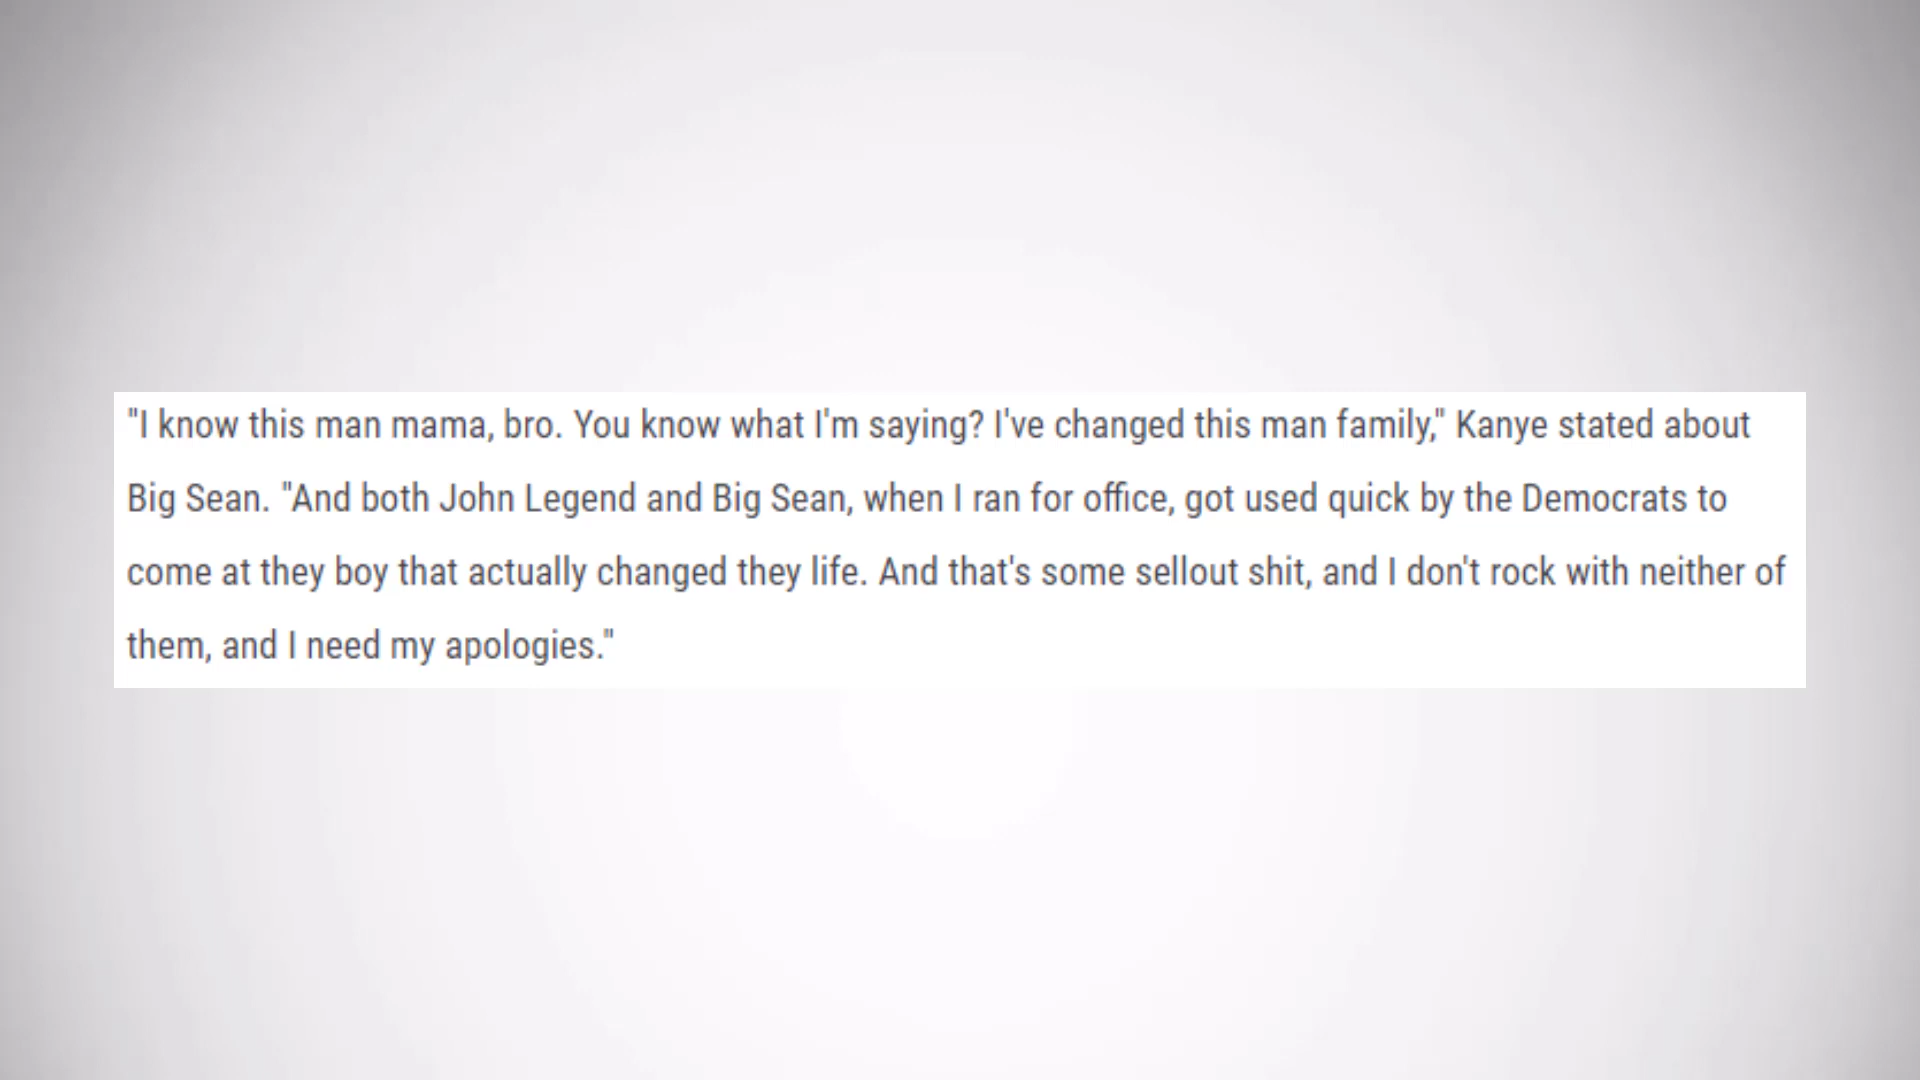 "I know this man mama, bro. You know what I'm saying? I've changed this man family," Kanye stated about
Big Sean. "And both John Legend and Big Sean, when I ran for office, got used quick by the Democrats to
come at they boy that actually changed they life. And that's some sellout shit, and I don't rock with neither of
them, and I need my apologies."